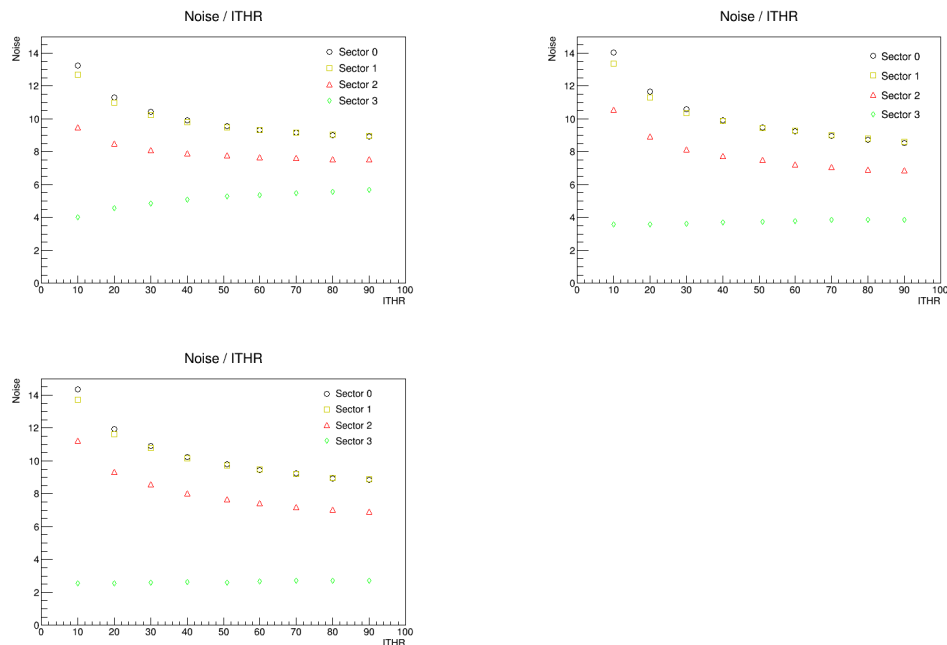 Noise / ITHR
Noise
14
12
10
8
6
4
2
0
Sector 0
Sector 1
Sector 2
Sector 3
0 10 20 30 40 50 60 70 80 90 100
ITHR
Noise / ITHR
Noise
14
12
10
8
6
4
2
0
Sector 0
Sector 1
Sector 2
Sector 3
0 10 20 30 40 50 60 70 80 90 100
ITHR
Noise / ITHR
Noise
14
12
10
8
6
4
2
0
Sector 0
Sector 1
Sector 2
Sector 3
0 10 20 30 40 50 60 70 80 90 100
ITHR